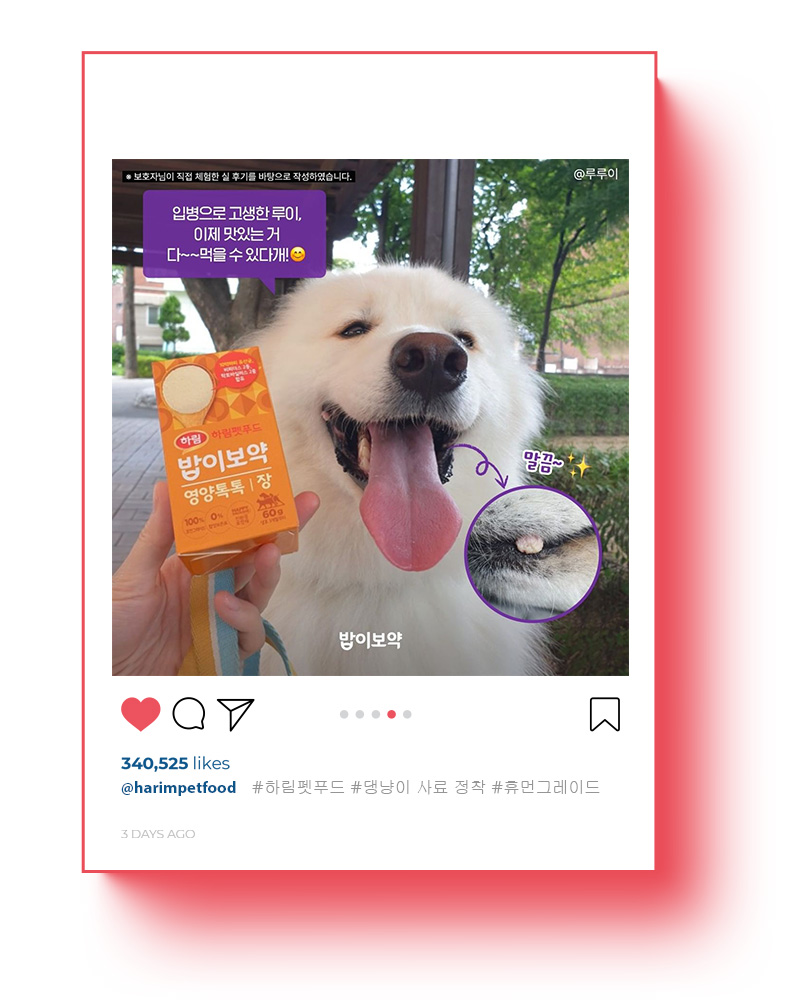 ※ 보호자님이 직접 체험한 실 후기를 바탕으로 작성하였습니다.
@루루이
입병으로 고생한 루이,
이제 맛있는 거
다~~먹을 수 있다개!😊
하림 하림펫푸드
밥이보약
영양톡톡 | 장
100% 0% 60g
말끔~✨
밥이보약
340,525 likes
@harimpetfood #하림펫푸드 #댕냥이 사료 정착 #휴먼그레이드
3 DAYS AGO